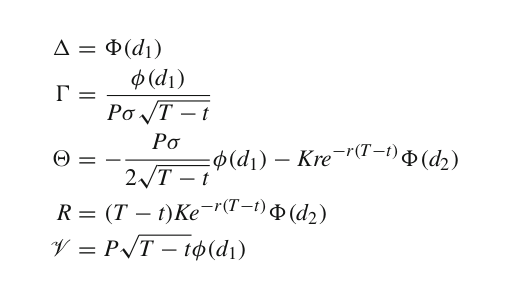 Δ = Φ(d₁)
Γ = ϕ(d₁) / (Pσ√(T − t))
Θ = −(Pσ / (2√(T − t)))ϕ(d₁) − Kre^{−r(T−t)}Φ(d₂)
R = (T − t)Ke^{−r(T−t)}Φ(d₂)
𝒱 = P√(T − t)ϕ(d₁)